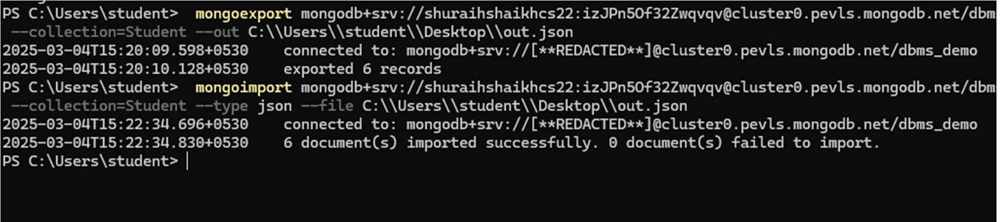 PS C:\Users\student>  mongoexport mongodb+srv://shuraihshaikhcs22:izJPn5Of32Zwqvqv@cluster0.pevls.mongodb.net/dbm
--collection=Student --out C:\\Users\\student\\Desktop\\out.json
2025-03-04T15:20:09.598+0530    connected to: mongodb+srv://[**REDACTED**]@cluster0.pevls.mongodb.net/dbms_demo
2025-03-04T15:20:10.128+0530    exported 6 records
PS C:\Users\student>  mongoimport mongodb+srv://shuraihshaikhcs22:izJPn5Of32Zwqvqv@cluster0.pevls.mongodb.net/dbm
--collection=Student --type json --file C:\\Users\\student\\Desktop\\out.json
2025-03-04T15:22:34.696+0530    connected to: mongodb+srv://[**REDACTED**]@cluster0.pevls.mongodb.net/dbms_demo
2025-03-04T15:22:34.830+0530    6 document(s) imported successfully. 0 document(s) failed to import.
PS C:\Users\student>